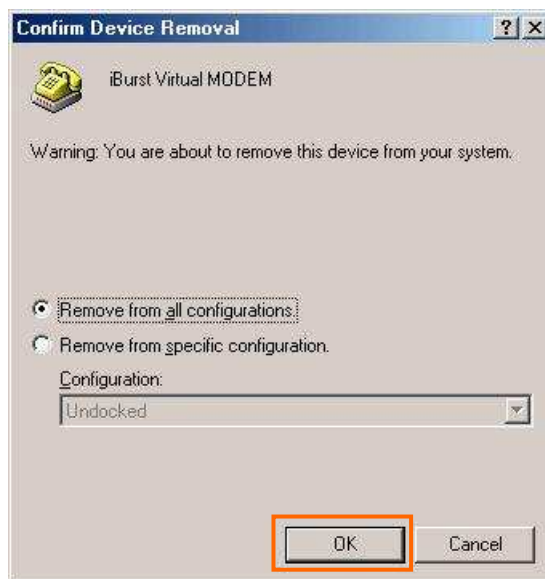 Confirm Device Removal
iBurst Virtual MODEM
Warning: You are about to remove this device from your system.
Remove from all configurations.
Remove from specific configuration.
Configuration:
Undocked
OK Cancel